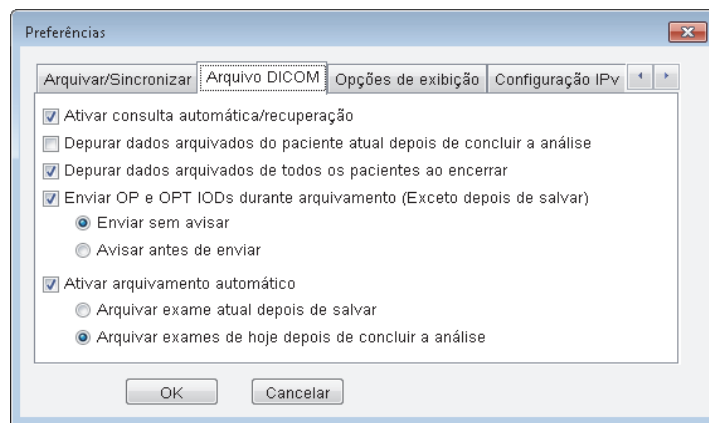 Preferências
Arquivar/Sincronizar Arquivo DICOM Opções de exibição Configuração IPv
Ativar consulta automática/recuperação
Depurar dados arquivados do paciente atual depois de concluir a análise
Depurar dados arquivados de todos os pacientes ao encerrar
Enviar OP e OPT IODs durante arquivamento (Exceto depois de salvar)
Enviar sem avisar
Avisar antes de enviar
Ativar arquivamento automático
Arquivar exame atual depois de salvar
Arquivar exames de hoje depois de concluir a análise
OK Cancelar